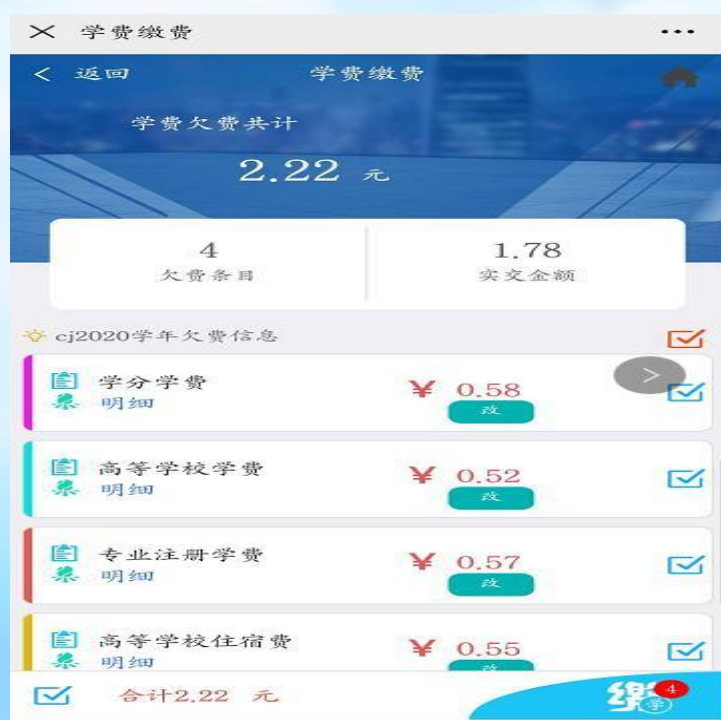 学费缴费
返回 学费缴费
学费欠费共计
2.22 元
4 1.78
欠费条目 实交金额
cj2020学年欠费信息
学分学费 ¥ 0.58
明细 改
高等学校学费 ¥ 0.52
明细 改
专业注册学费 ¥ 0.57
明细 改
高等学校住宿费 ¥ 0.55
明细 改
合计2.22 元 缴 学 4